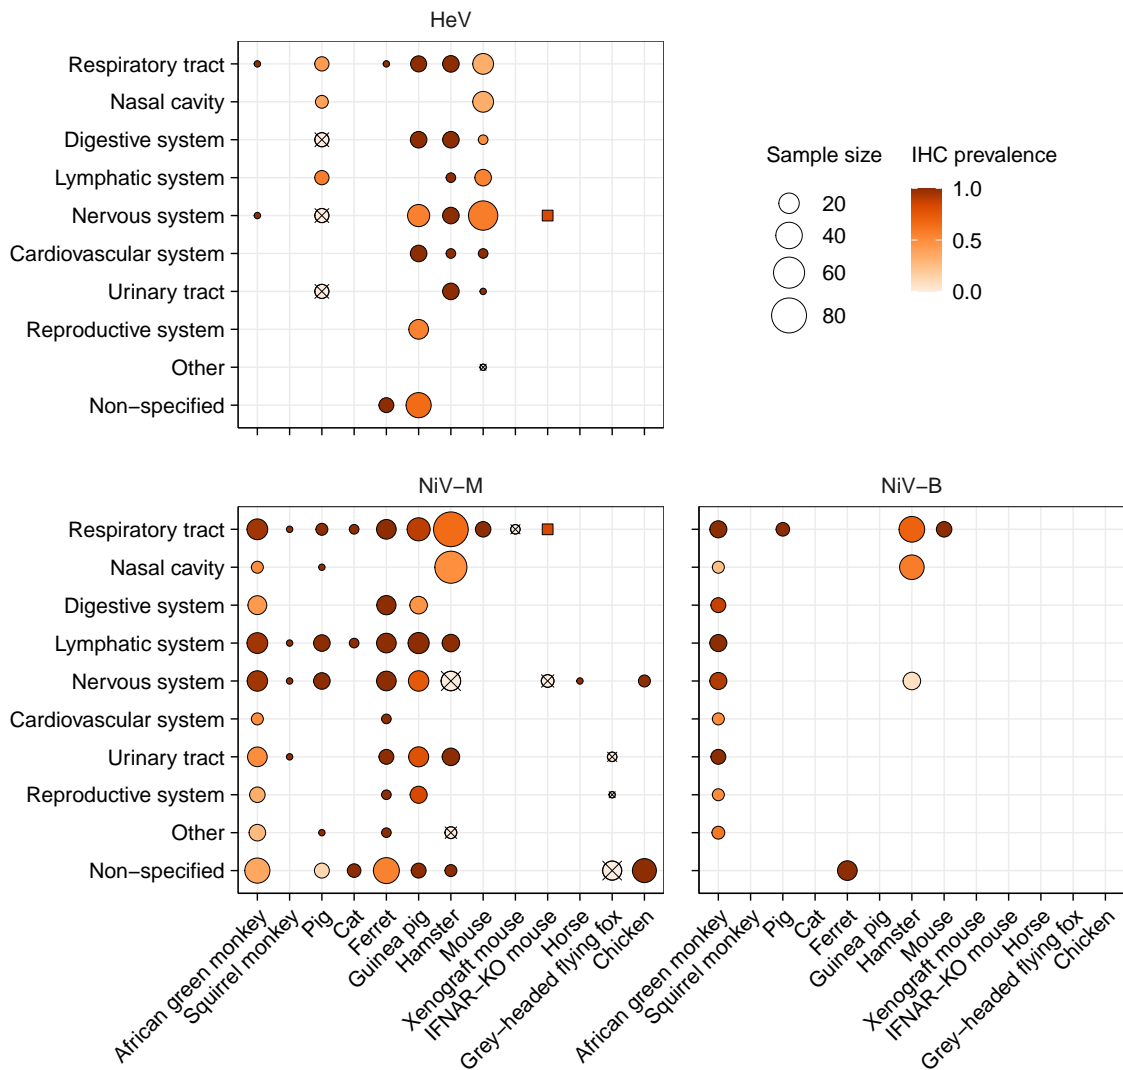 HeV
Respiratory tract
Nasal cavity
Digestive system
Lymphatic system
Nervous system
Cardiovascular system
Urinary tract
Reproductive system
Other
Non−specified
Sample size
20
40
60
80
IHC prevalence
1.0
0.5
0.0
NiV−M
Respiratory tract
Nasal cavity
Digestive system
Lymphatic system
Nervous system
Cardiovascular system
Urinary tract
Reproductive system
Other
Non−specified
African green monkey
Squirrel monkey
Pig
Cat
Ferret
Guinea pig
Hamster
Mouse
Xenograft mouse
IFNAR−KO mouse
Horse
Grey−headed flying fox
Chicken
NiV−B
African green monkey
Squirrel monkey
Pig
Cat
Ferret
Guinea pig
Hamster
Mouse
Xenograft mouse
IFNAR−KO mouse
Horse
Grey−headed flying fox
Chicken